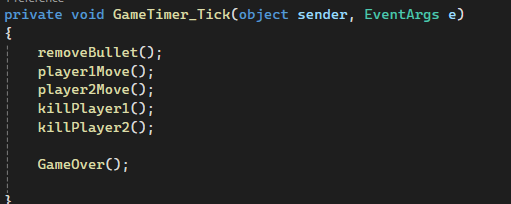 private void GameTimer_Tick(object sender, EventArgs e)
{
removeBullet();
player1Move();
player2Move();
killPlayer1();
killPlayer2();
GameOver();
}